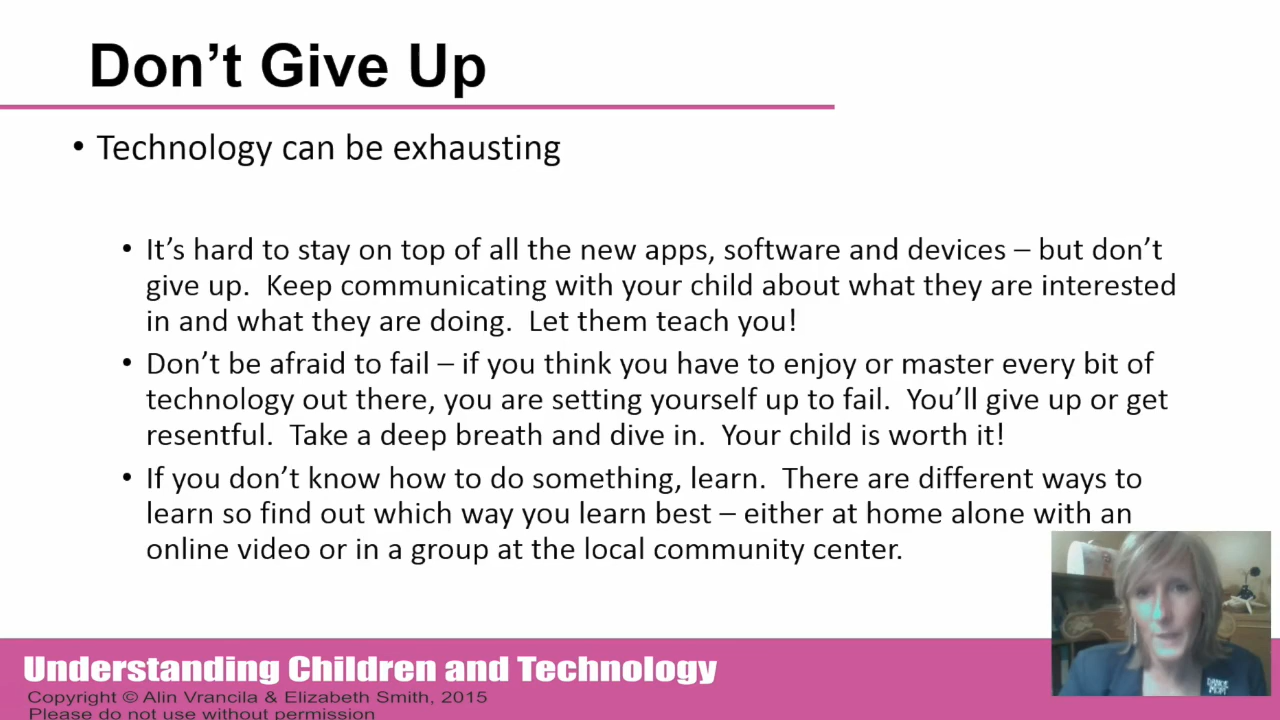 Don’t Give Up
• Technology can be exhausting
• It’s hard to stay on top of all the new apps, software and devices – but don’t
give up.  Keep communicating with your child about what they are interested
in and what they are doing.  Let them teach you!
• Don’t be afraid to fail – if you think you have to enjoy or master every bit of
technology out there, you are setting yourself up to fail.  You’ll give up or get
resentful.  Take a deep breath and dive in.  Your child is worth it!
• If you don’t know how to do something, learn.  There are different ways to
learn so find out which way you learn best – either at home alone with an
online video or in a group at the local community center.
Understanding Children and Technology
Copyright © Alin Vrancila & Elizabeth Smith, 2015
Please do not use without permission
DANCE
MOM